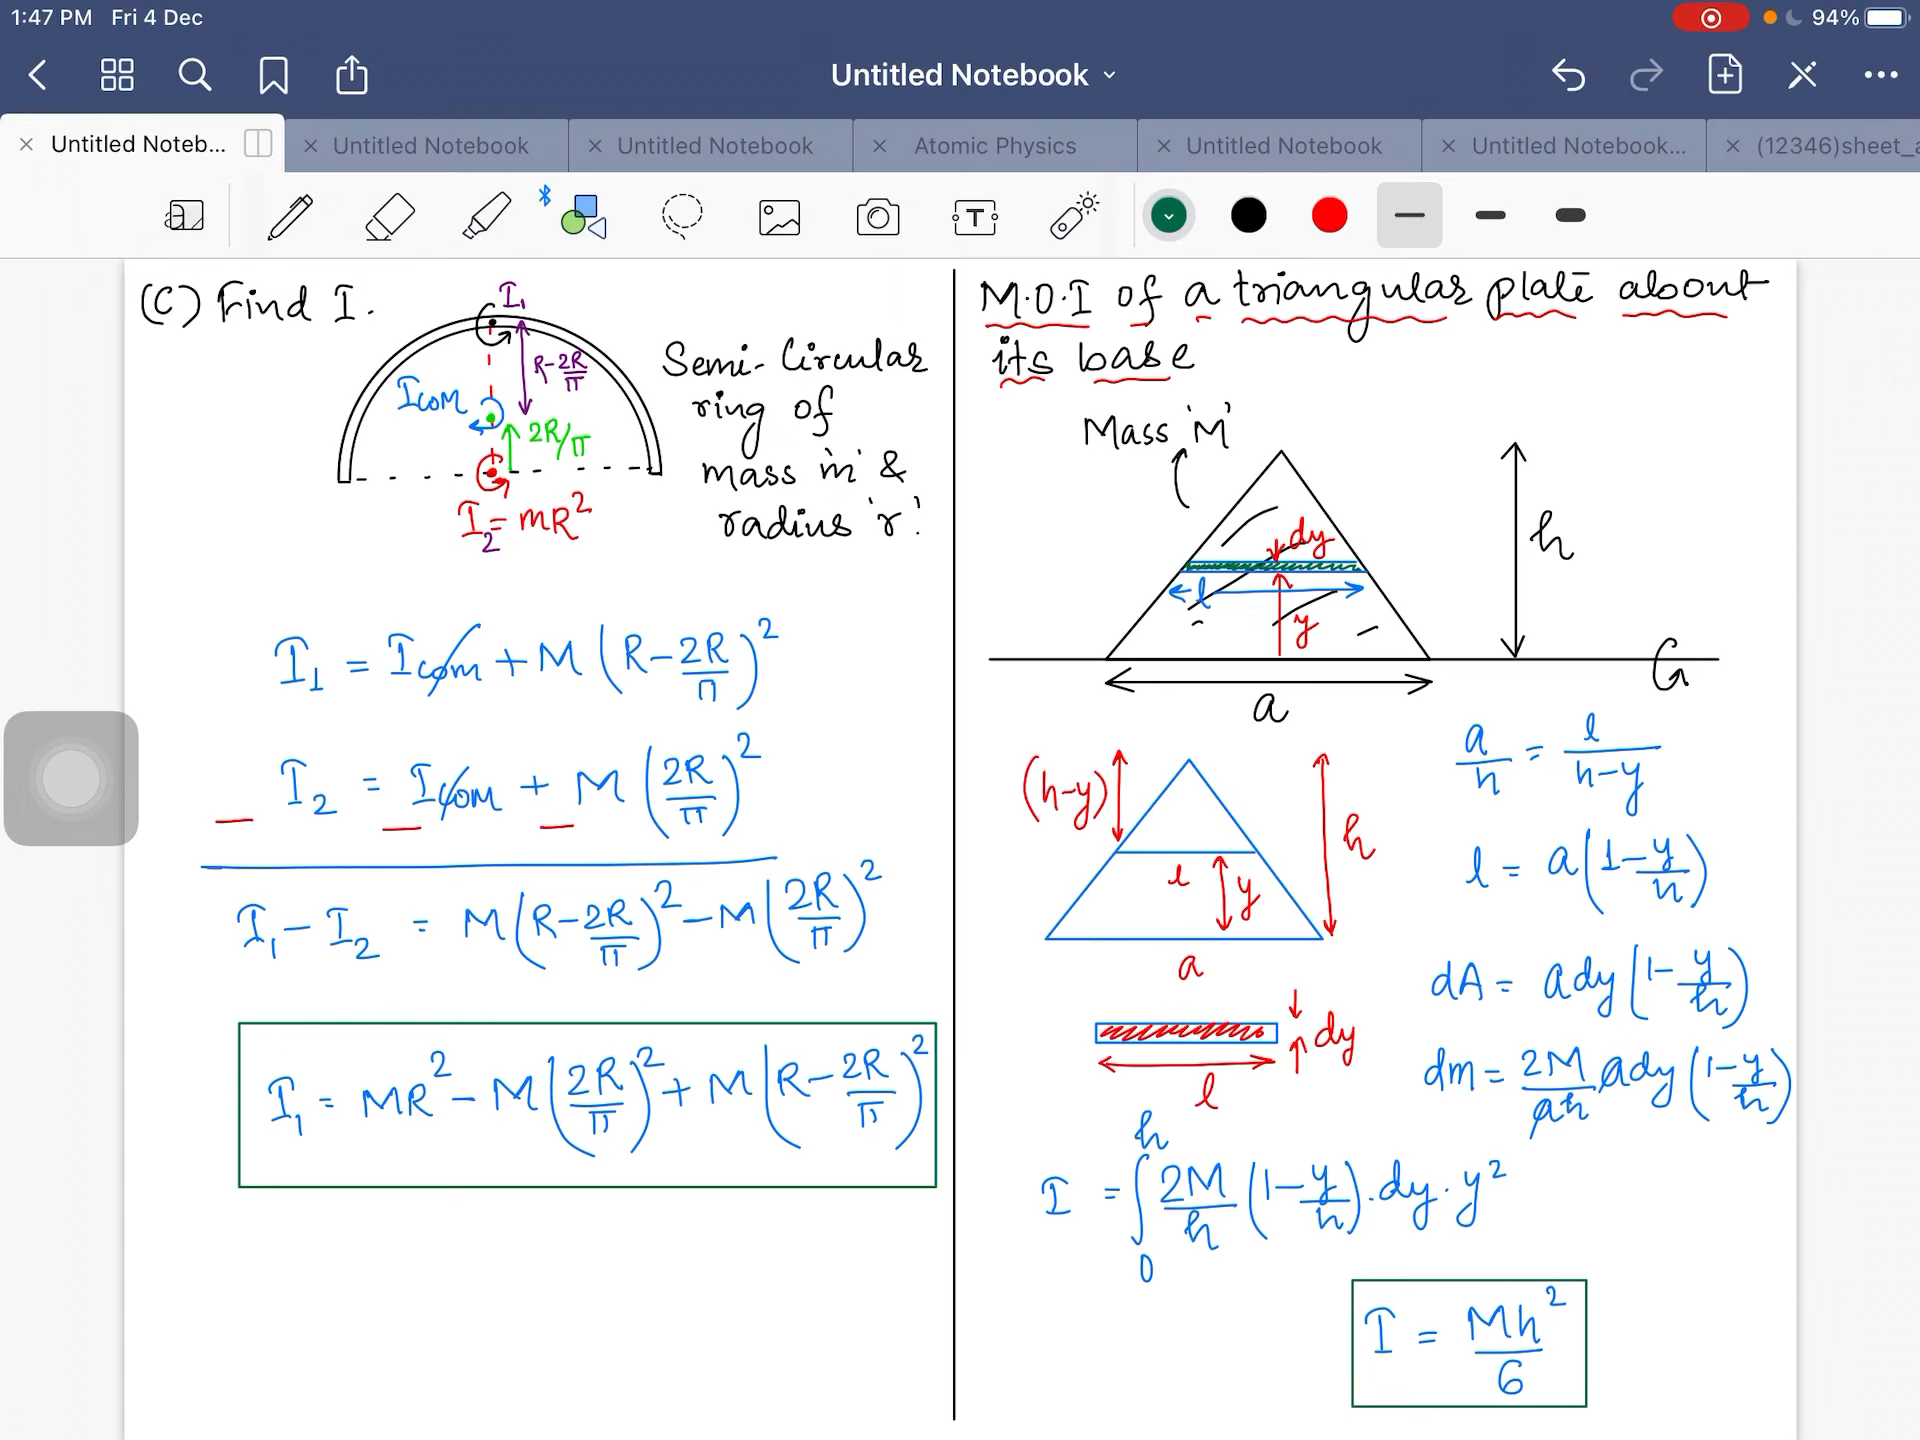 1:47 PM Fri 4 Dec
94%
Untitled Notebook
Untitled Noteb...
Untitled Notebook
Untitled Notebook
Atomic Physics
Untitled Notebook
Untitled Notebook...
(12346)sheet_a
(C) Find I.
I₁
R-2R/π
ICOM
2R/π
I₂ = mR²
Semi-Circular
ring of
mass 'm' &
radius 'r'.
I₁ = Icom + M(R-2R/π)²
I₂ = Icom + M(2R/π)²
I₁ - I₂ = M(R-2R/π)² - M(2R/π)²
I₁ = MR² - M(2R/π)² + M(R-2R/π)²
M.O.I of a triangular plate about
its base
Mass 'M'
dy
h
l
y
a
(h-y)
h
l
y
a
a/h = l/h-y
l = a(1-y/h)
dA = ady(1-y/h)
dy
l
dm = 2M/ah ady(1-y/h)
I = ∫₀ʰ 2M/h (1-y/h).dy.y²
I = Mh²/6